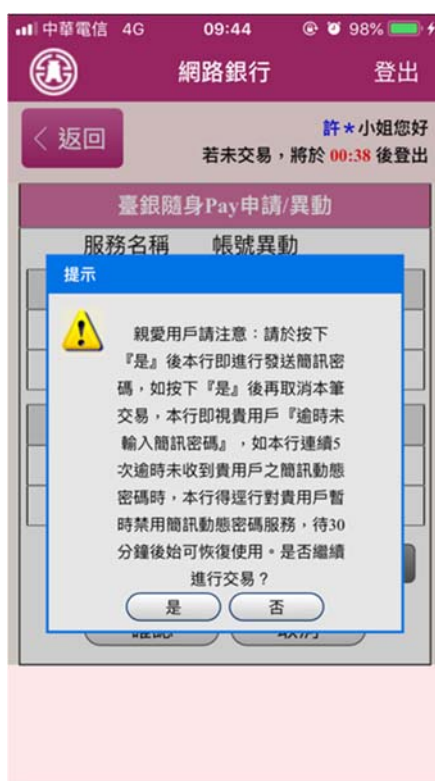 中華電信 4G 09:44 98%
網路銀行 登出
返回
許*小姐您好
若未交易，將於 00:38 後登出
臺銀隨身Pay申請/異動
服務名稱 帳號異動
提示
親愛用戶請注意：請於按下
『是』後本行即進行發送簡訊密
碼，如按下『是』後再取消本筆
交易，本行即視貴用戶『逾時未
輸入簡訊密碼』，如本行連續5
次逾時未收到貴用戶之簡訊動態
密碼時，本行得逕行對貴用戶暫
時禁用簡訊動態密碼服務，待30
分鐘後始可恢復使用。是否繼續
進行交易？
是 否